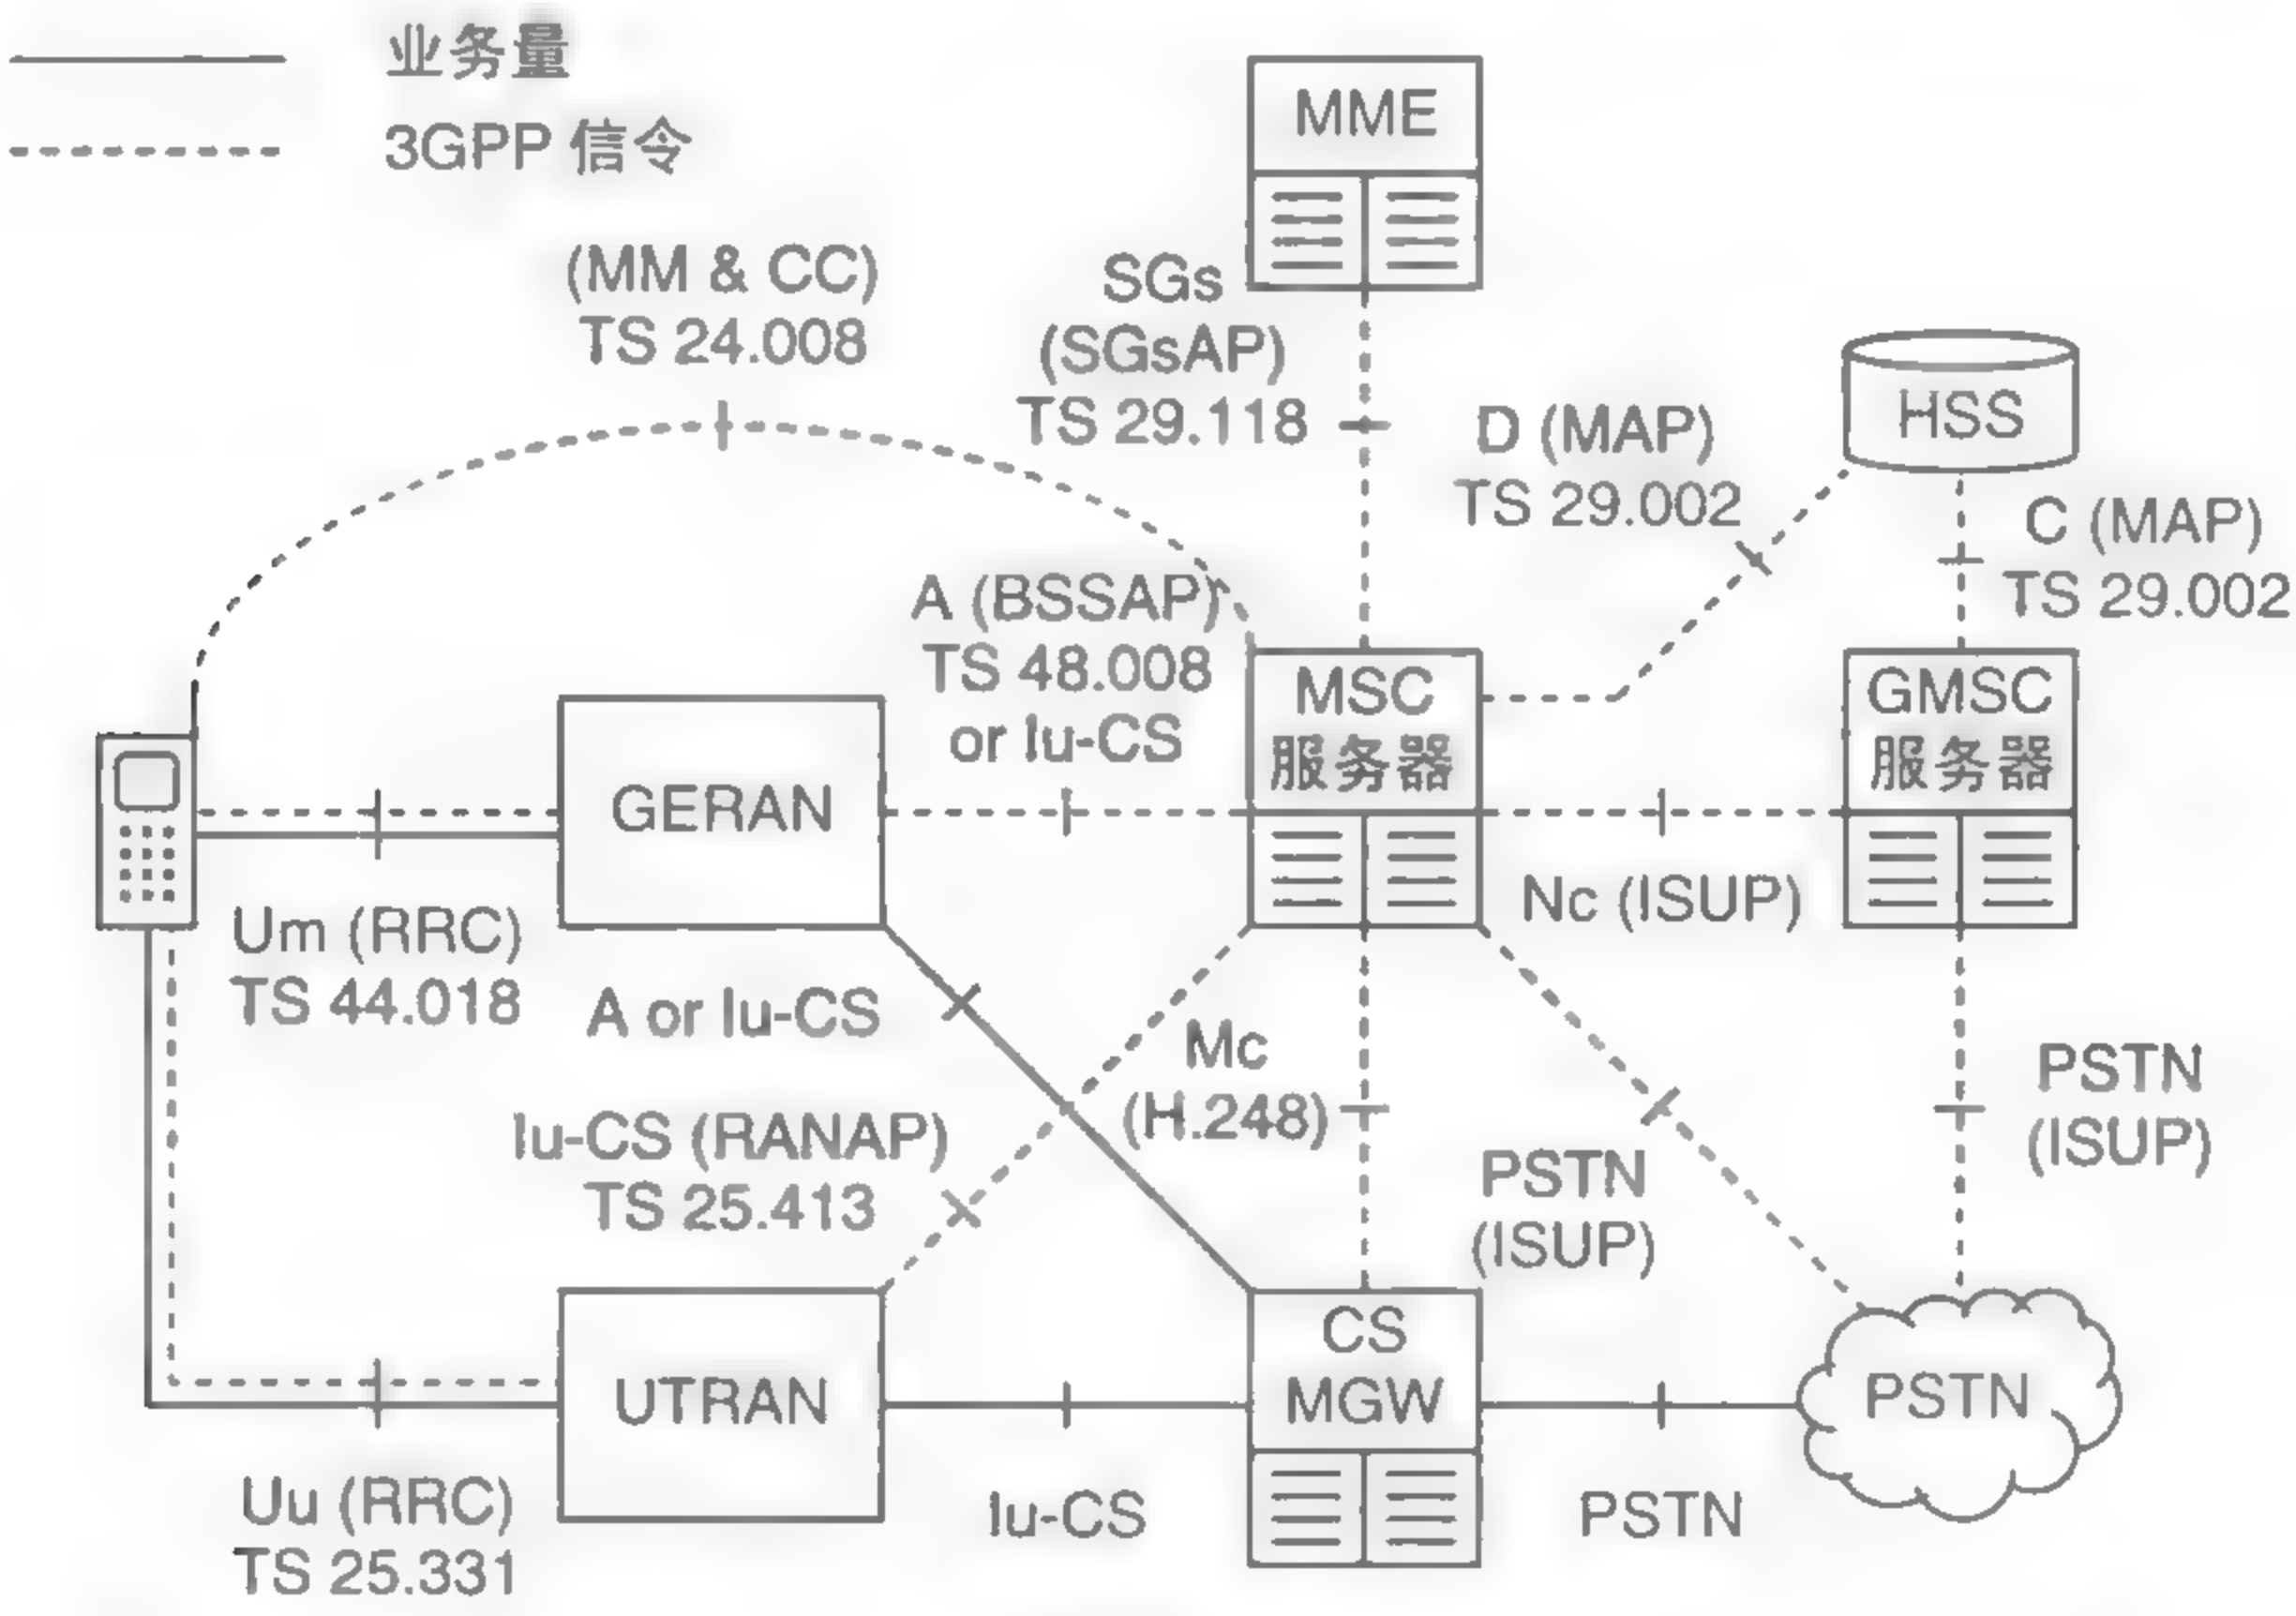 业务量
3GPP 信令
MME
(MM & CC)
TS 24.008
SGs
(SGsAP)
TS 29.118
D (MAP)
TS 29.002
HSS
C (MAP)
TS 29.002
A (BSSAP)
TS 48.008
or Iu-CS
MSC
服务器
GMSC
服务器
GERAN
Nc (ISUP)
Um (RRC)
TS 44.018
A or Iu-CS
Mc
(H.248)
PSTN
(ISUP)
Iu-CS (RANAP)
TS 25.413
PSTN
(ISUP)
UTRAN
CS
MGW
PSTN
Uu (RRC)
TS 25.331
Iu-CS
PSTN